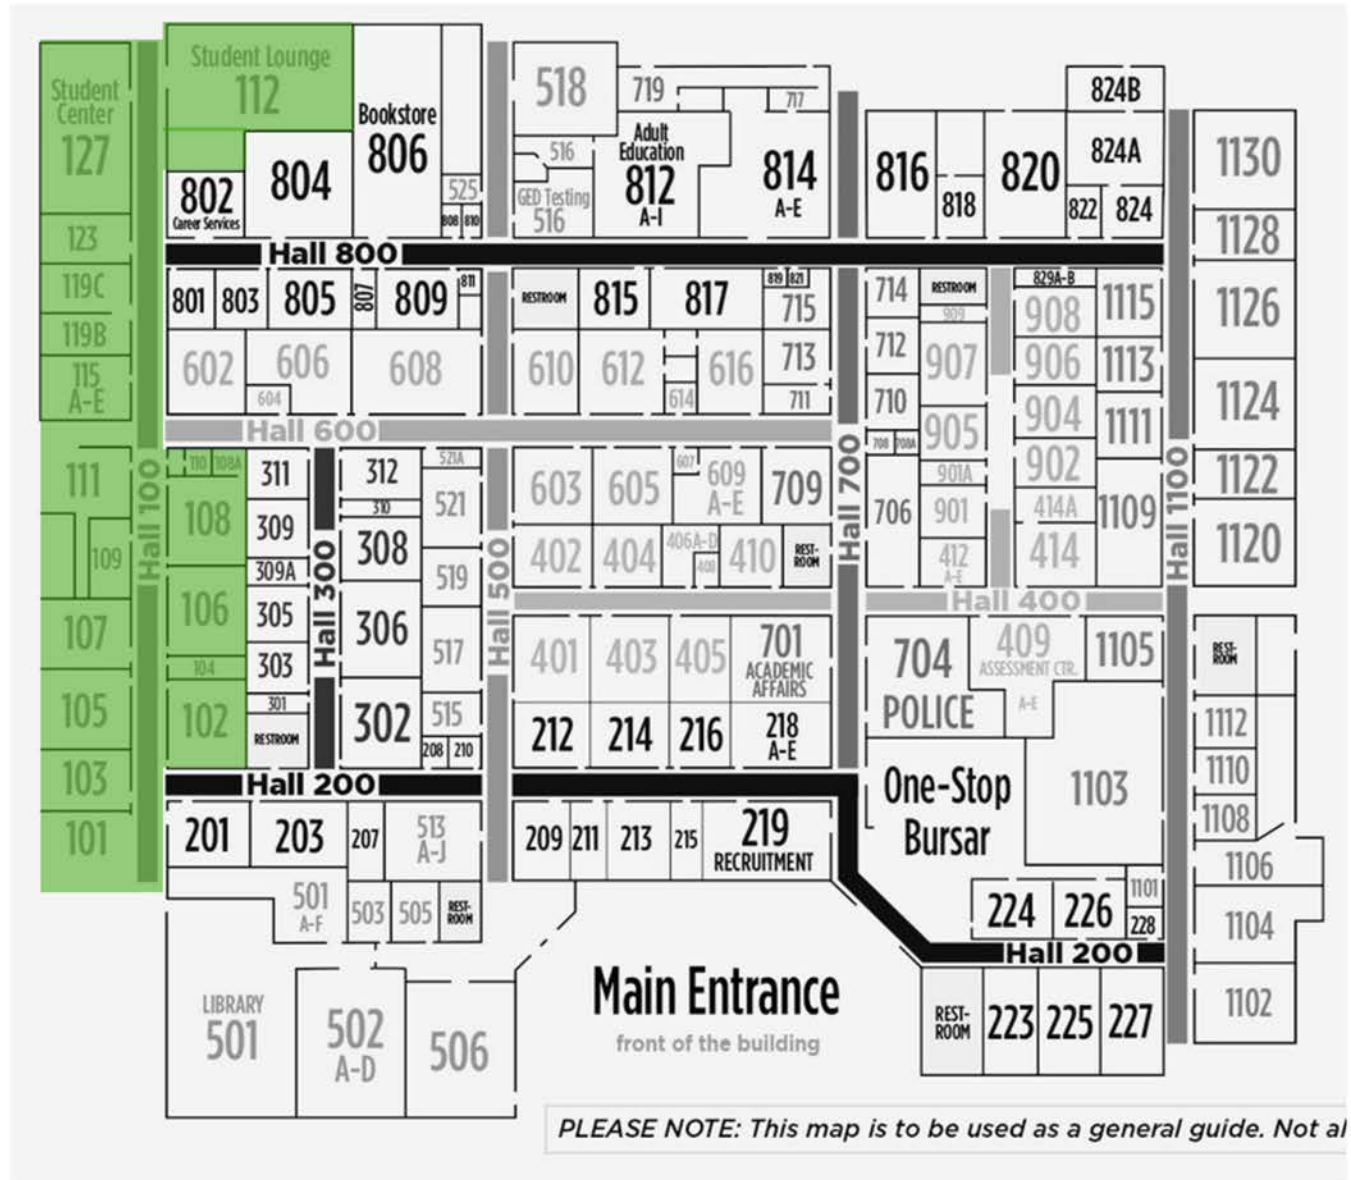 Student Lounge
112
Student
Center
127
Bookstore
806
518
719
717
824B
Adult
Education
812
A-I
814
A-E
816
818
820
824A
822
824
1130
516
GED Testing
516
525
808
810
802
Career Services
804
123
Hall 800
1128
119C
801
803
805
807
809
811
RESTROOM
815
817
819
821
715
714
RESTROOM
909
829A-B
908
1115
1126
119B
115
A-E
602
606
604
608
610
612
614
616
713
711
712
710
907
906
1113
904
1111
1124
Hall 600
708
708A
905
902
901A
111
110
108A
311
312
310
521A
521
603
605
607
609
A-E
709
706
901
414A
1109
1122
108
309
308
109
309A
402
404
406A-D
408
410
REST-
ROOM
412
A-E
414
1120
Hall 100
Hall 300
Hall 500
Hall 700
Hall 1100
519
Hall 400
106
305
306
107
104
303
517
401
403
405
701
ACADEMIC
AFFAIRS
704
POLICE
409
ASSESSMENT CTR.
A-E
1105
REST-
ROOM
105
102
301
RESTROOM
302
515
208
210
212
214
216
218
A-E
1112
103
Hall 200
One-Stop
Bursar
1103
1110
1108
101
201
203
207
513
A-J
209
211
213
215
219
RECRUITMENT
1106
501
A-F
503
505
REST-
ROOM
224
226
1101
228
1104
Hall 200
LIBRARY
501
502
A-D
506
Main Entrance
front of the building
REST-
ROOM
223
225
227
1102
PLEASE NOTE: This map is to be used as a general guide. Not al